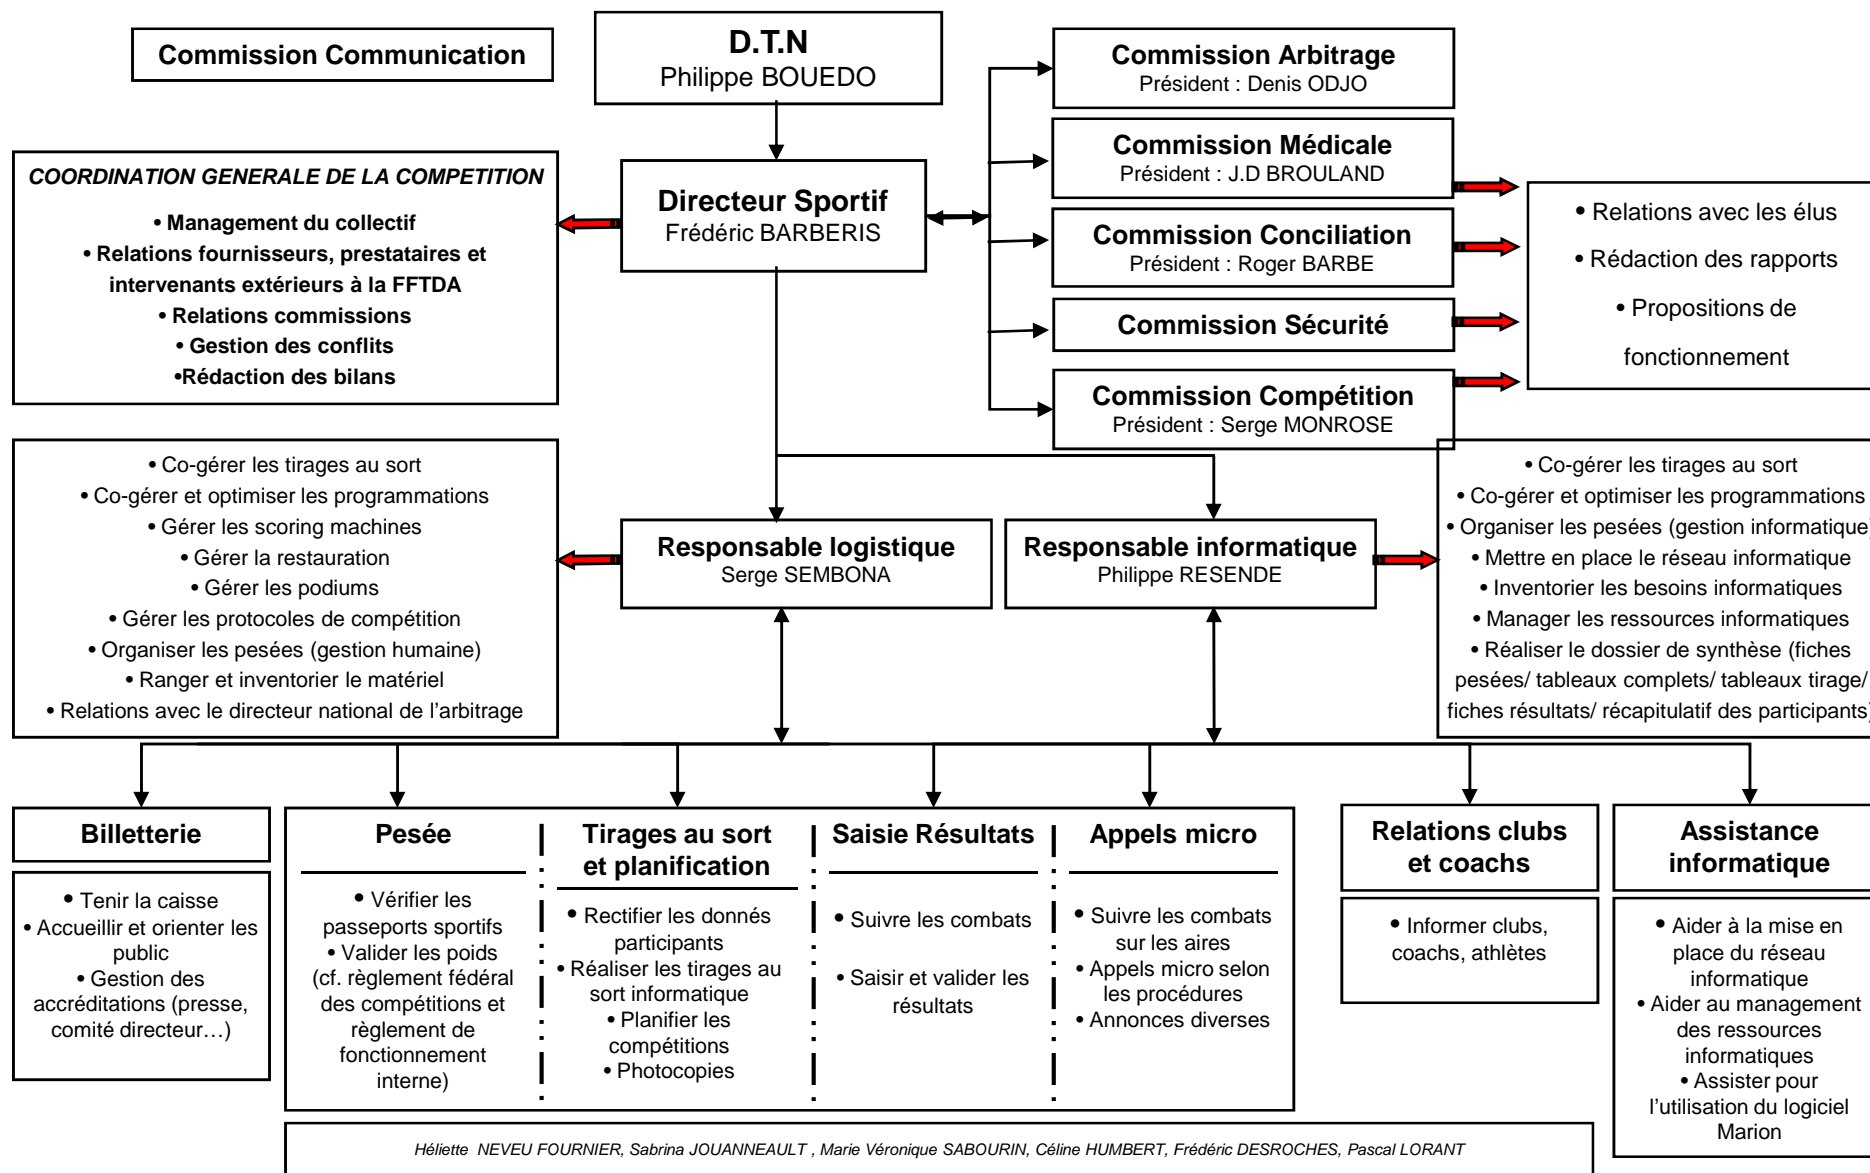 Commission Communication
D.T.N
Philippe BOUEDO
Commission Arbitrage
Président : Denis ODJO
COORDINATION GENERALE DE LA COMPETITION
• Management du collectif
• Relations fournisseurs, prestataires et
intervenants extérieurs à la FFTDA
• Relations commissions
• Gestion des conflits
•Rédaction des bilans
Directeur Sportif
Frédéric BARBERIS
Commission Médicale
Président : J.D BROULAND
Commission Conciliation
Président : Roger BARBE
Commission Sécurité
Commission Compétition
Président : Serge MONROSE
• Relations avec les élus
• Rédaction des rapports
• Propositions de
fonctionnement
• Co-gérer les tirages au sort
• Co-gérer et optimiser les programmations
• Gérer les scoring machines
• Gérer la restauration
• Gérer les podiums
• Gérer les protocoles de compétition
• Organiser les pesées (gestion humaine)
• Ranger et inventorier le matériel
• Relations avec le directeur national de l’arbitrage
Responsable logistique
Serge SEMBONA
Responsable informatique
Philippe RESENDE
• Co-gérer les tirages au sort
• Co-gérer et optimiser les programmations
• Organiser les pesées (gestion informatique)
• Mettre en place le réseau informatique
• Inventorier les besoins informatiques
• Manager les ressources informatiques
• Réaliser le dossier de synthèse (fiches
pesées/ tableaux complets/ tableaux tirage/
fiches résultats/ récapitulatif des participants)
Billetterie
• Tenir la caisse
• Accueillir et orienter les
public
• Gestion des
accréditations (presse,
comité directeur…)
Pesée
• Vérifier les
passeports sportifs
• Valider les poids
(cf. règlement fédéral
des compétitions et
règlement de
fonctionnement
interne)
Tirages au sort
et planification
• Rectifier les donnés
participants
• Réaliser les tirages au
sort informatique
• Planifier les
compétitions
• Photocopies
Saisie Résultats
• Suivre les combats
• Saisir et valider les
résultats
Appels micro
• Suivre les combats
sur les aires
• Appels micro selon
les procédures
• Annonces diverses
Relations clubs
et coachs
• Informer clubs,
coachs, athlètes
Assistance
informatique
• Aider à la mise en
place du réseau
informatique
• Aider au management
des ressources
informatiques
• Assister pour
l’utilisation du logiciel
Marion
Héliette NEVEU FOURNIER, Sabrina JOUANNEAULT , Marie Véronique SABOURIN, Céline HUMBERT, Frédéric DESROCHES, Pascal LORANT